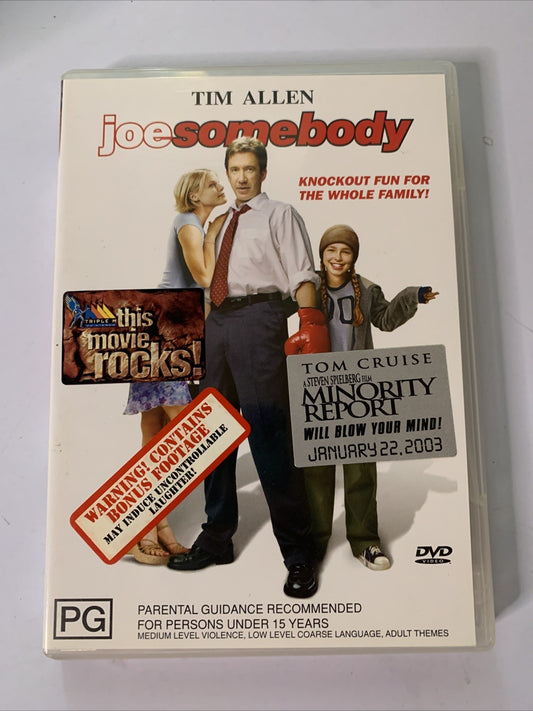 TIM ALLEN
joesomebody
KNOCKOUT FUN FOR
THE WHOLE FAMILY!
TRIPLE M
this
movie
rocks!
TOM CRUISE
A STEVEN SPIELBERG FILM
MINORITY
REPORT
WILL BLOW YOUR MIND!
JANUARY 22, 2003
WARNING! CONTAINS
BONUS FOOTAGE
MAY INDUCE UNCONTROLLABLE
LAUGHTER!
DVD
VIDEO
PG
PARENTAL GUIDANCE RECOMMENDED
FOR PERSONS UNDER 15 YEARS
MEDIUM LEVEL VIOLENCE, LOW LEVEL COARSE LANGUAGE, ADULT THEMES